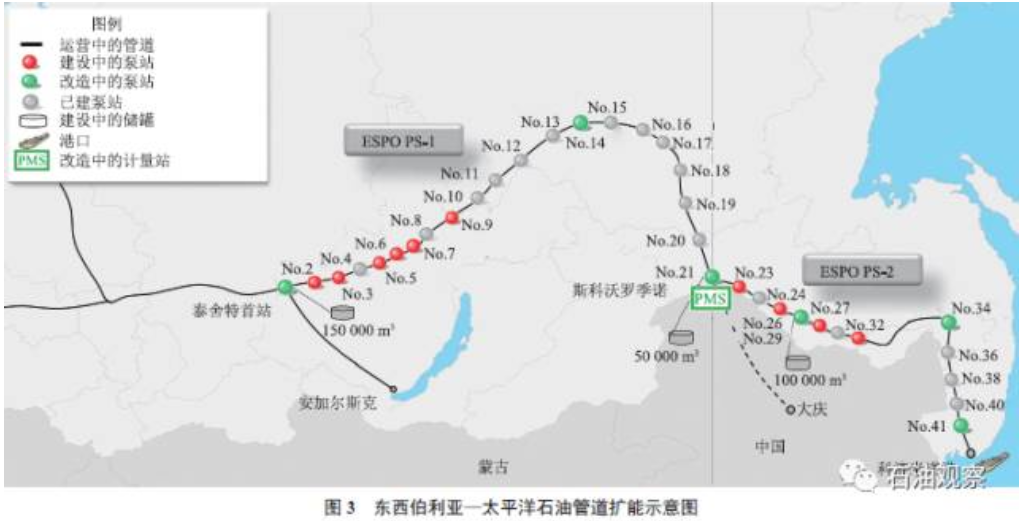 图例
运营中的管道
建设中的泵站
改造中的泵站
已建泵站
建设中的储罐
港口
PMS 改造中的计量站
ESPO PS-1
No.2
No.3
No.4
No.5
No.6
No.7
No.8
No.9
No.10
No.11
No.12
No.13
No.14
No.15
No.16
No.17
No.18
No.19
No.20
No.21
泰舍特首站
150 000 m³
安加尔斯克
斯科沃罗季诺
PMS
50 000 m³
ESPO PS-2
No.23
No.24
No.26
No.27
No.29
No.32
No.34
No.36
No.38
No.40
No.41
100 000 m³
大庆
中国
蒙古
石油观察
图 3 东西伯利亚—太平洋石油管道扩能示意图